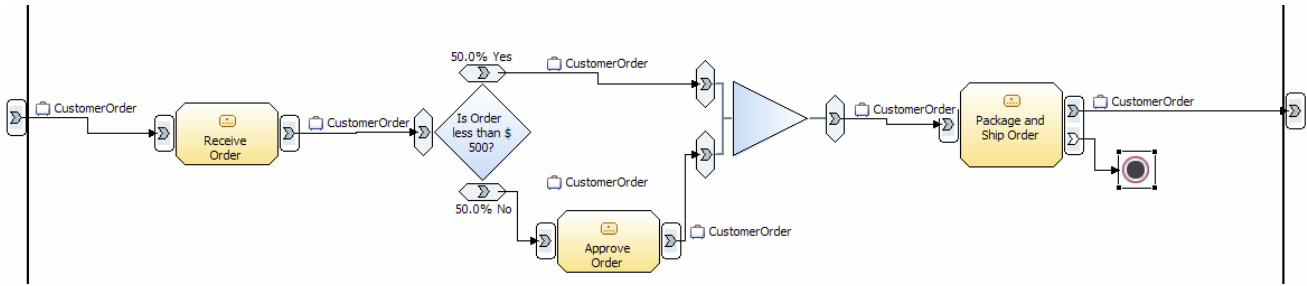 50.0% Yes
CustomerOrder
CustomerOrder
Receive
Order
CustomerOrder
Is Order
less than $
500?
CustomerOrder
Package and
Ship Order
CustomerOrder
50.0% No
CustomerOrder
Approve
Order
CustomerOrder